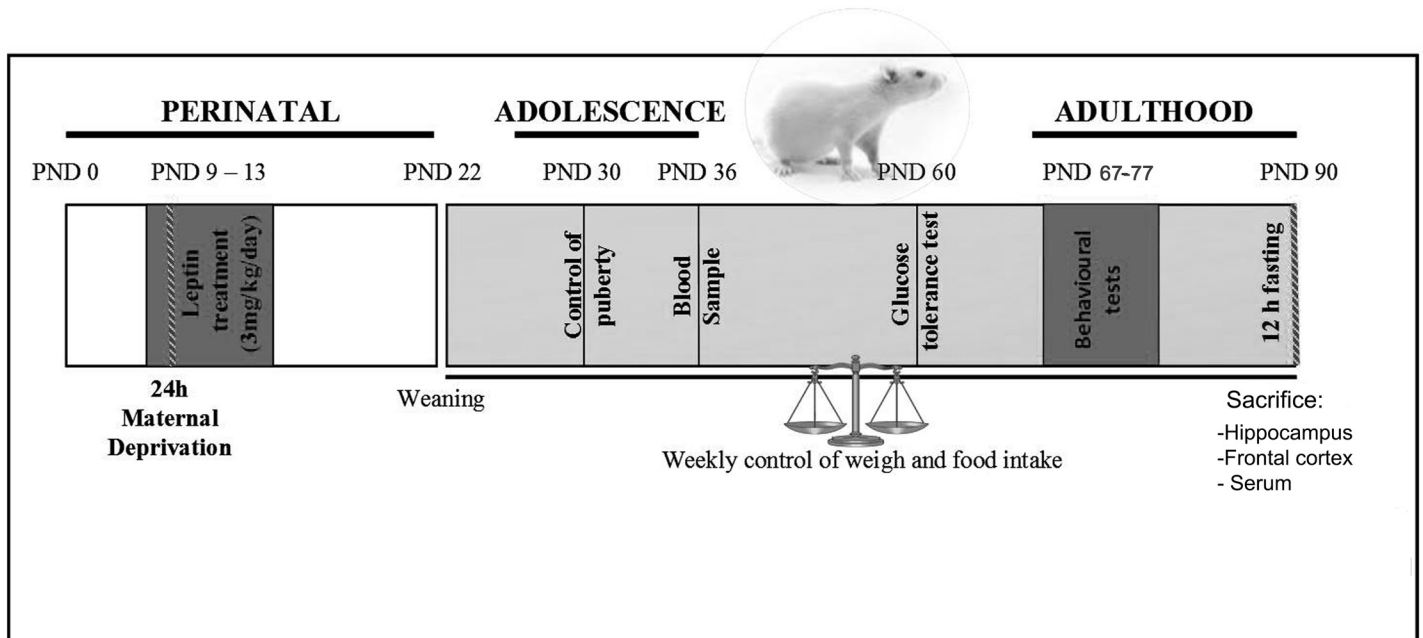 PERINATAL
ADOLESCENCE
ADULTHOOD
PND 0
PND 9 – 13
PND 22
PND 30
PND 36
PND 60
PND 67-77
PND 90
Leptin
treatment
(3mg/kg/day)
Control of
puberty
Blood
Sample
Glucose
tolerance test
Behavioural
tests
12 h fasting
24h
Maternal
Deprivation
Weaning
Weekly control of weigh and food intake
Sacrifice:
-Hippocampus
-Frontal cortex
- Serum